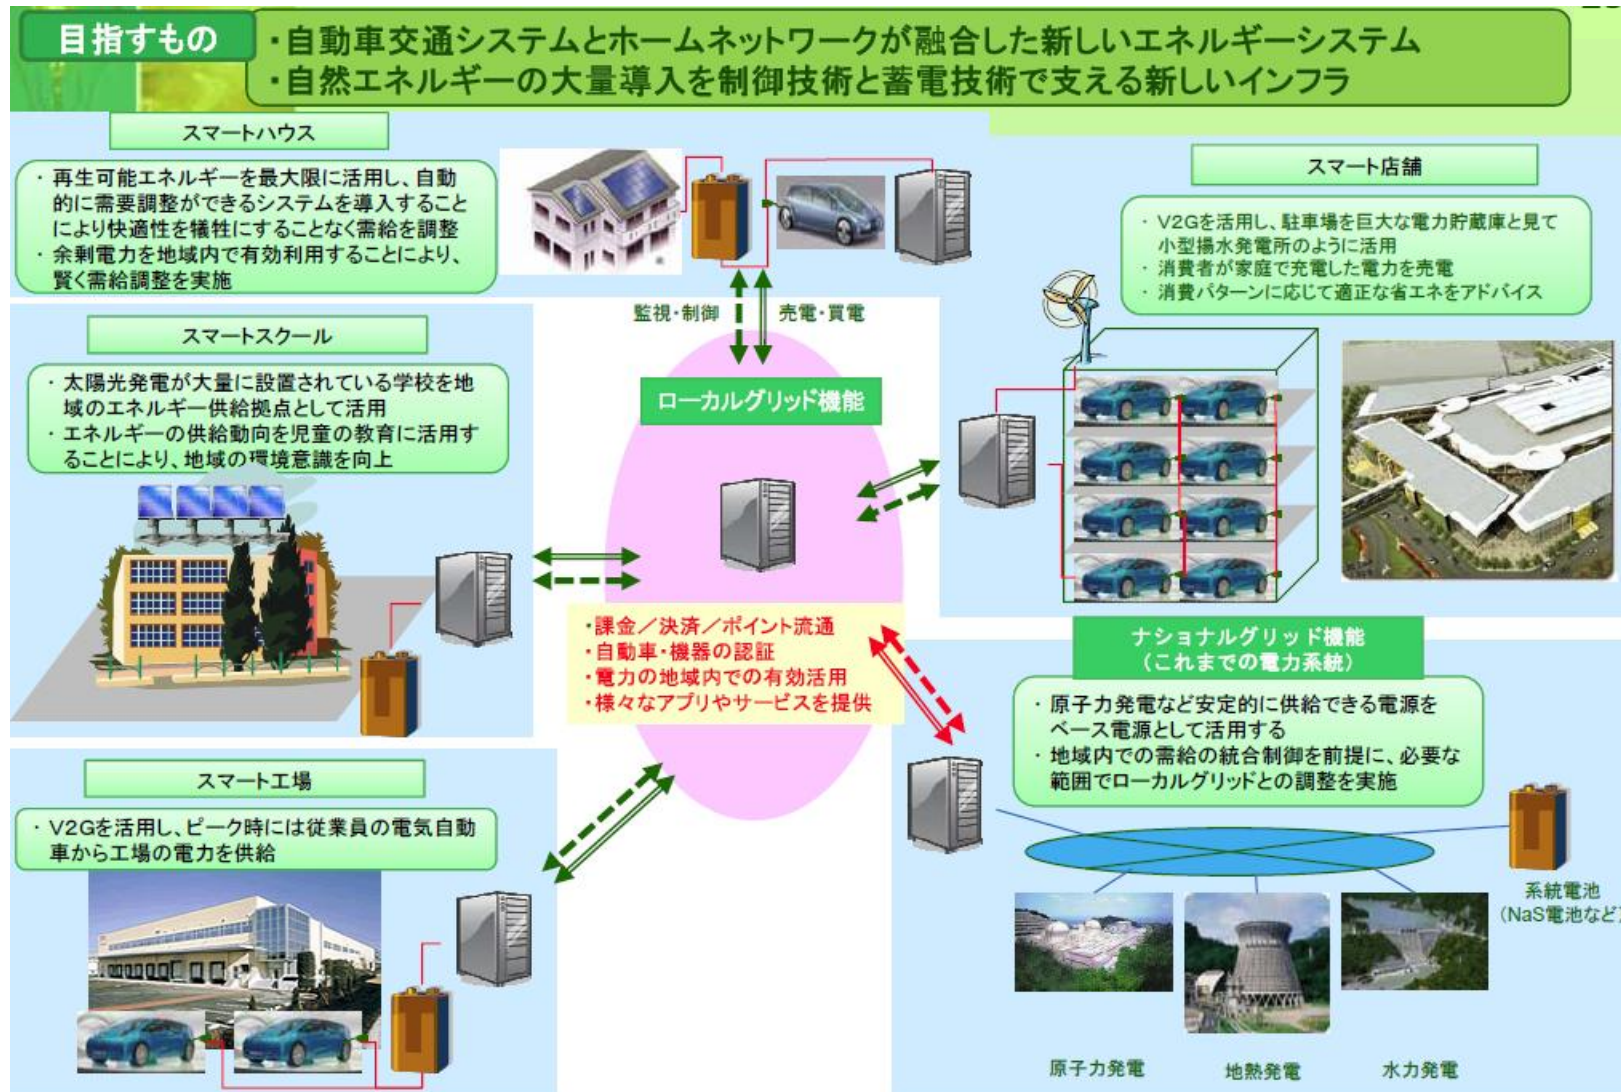 目指すもの
・自動車交通システムとホームネットワークが融合した新しいエネルギーシステム
・自然エネルギーの大量導入を制御技術と蓄電技術で支える新しいインフラ
スマートハウス
・再生可能エネルギーを最大限に活用し、自動
的に需要調整ができるシステムを導入すること
により快適性を犠牲にすることなく需給を調整
・余剰電力を地域内で有効利用することにより、
賢く需給調整を実施
監視・制御
売電・買電
スマート店舗
・V2Gを活用し、駐車場を巨大な電力貯蔵庫と見て
小型揚水発電所のように活用
・消費者が家庭で充電した電力を売電
・消費パターンに応じて適正な省エネをアドバイス
スマートスクール
・太陽光発電が大量に設置されている学校を地
域のエネルギー供給拠点として活用
・エネルギーの供給動向を児童の教育に活用す
ることにより、地域の環境意識を向上
ローカルグリッド機能
・課金／決済／ポイント流通
・自動車・機器の認証
・電力の地域内での有効活用
・様々なアプリやサービスを提供
ナショナルグリッド機能
（これまでの電力系統）
・原子力発電など安定的に供給できる電源を
ベース電源として活用する
・地域内での需給の統合制御を前提に、必要な
範囲でローカルグリッドとの調整を実施
スマート工場
・V2Gを活用し、ピーク時には従業員の電気自動
車から工場の電力を供給
系統電池
（NaS電池など）
原子力発電
地熱発電
水力発電